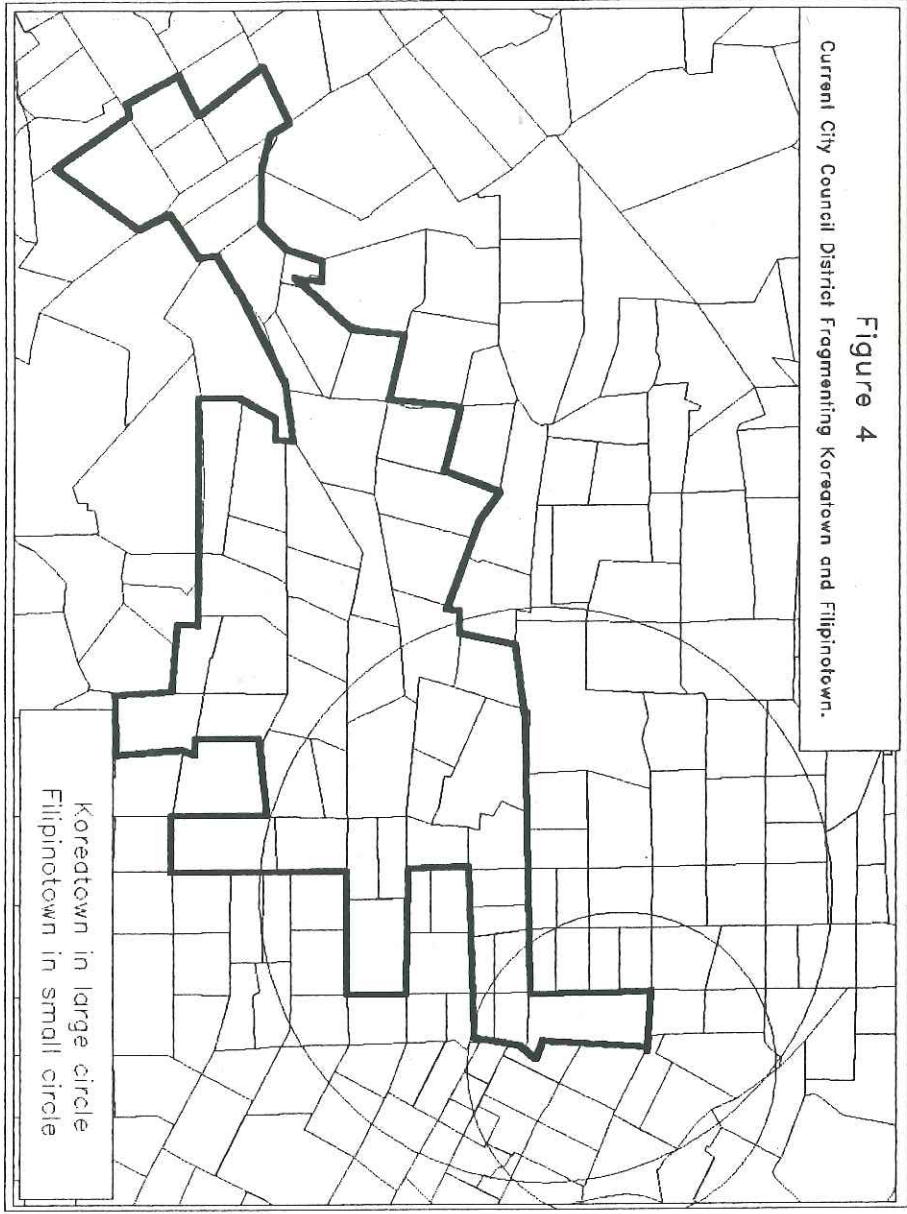 Figure 4
Current City Council District Fragmenting Koreatown and Filipinotown.
Koreatown in large circle
Filipinotown in small circle